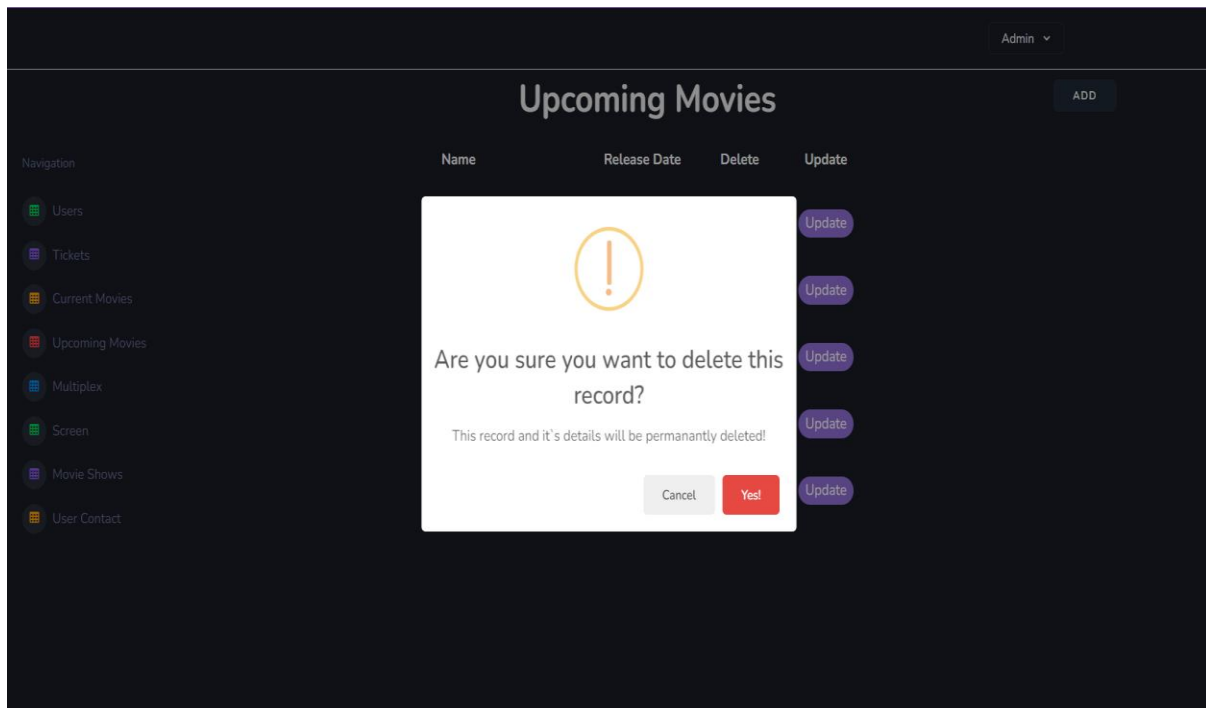 Admin
Upcoming Movies
ADD
Navigation
Name Release Date Delete Update
Users
Tickets
Current Movies
Upcoming Movies
Multiplex
Screen
Movie Shows
User Contact
Update
Update
Update
Update
Update
Are you sure you want to delete this
record?
This record and it`s details will be permanantly deleted!
Cancel Yes!